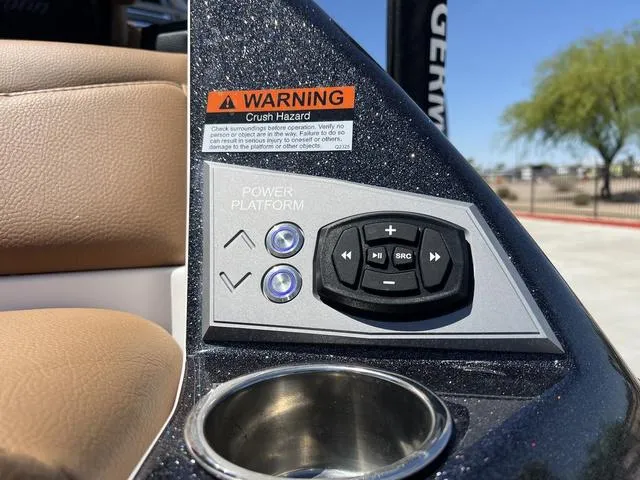 WARNING
Crush Hazard
Check surroundings before operation. Verify no
person or object are in the way. Failure to do so
can result in serious injury to oneself or others,
damage to the platform or other objects.
POWER
PLATFORM
+
SRC
-
GERM